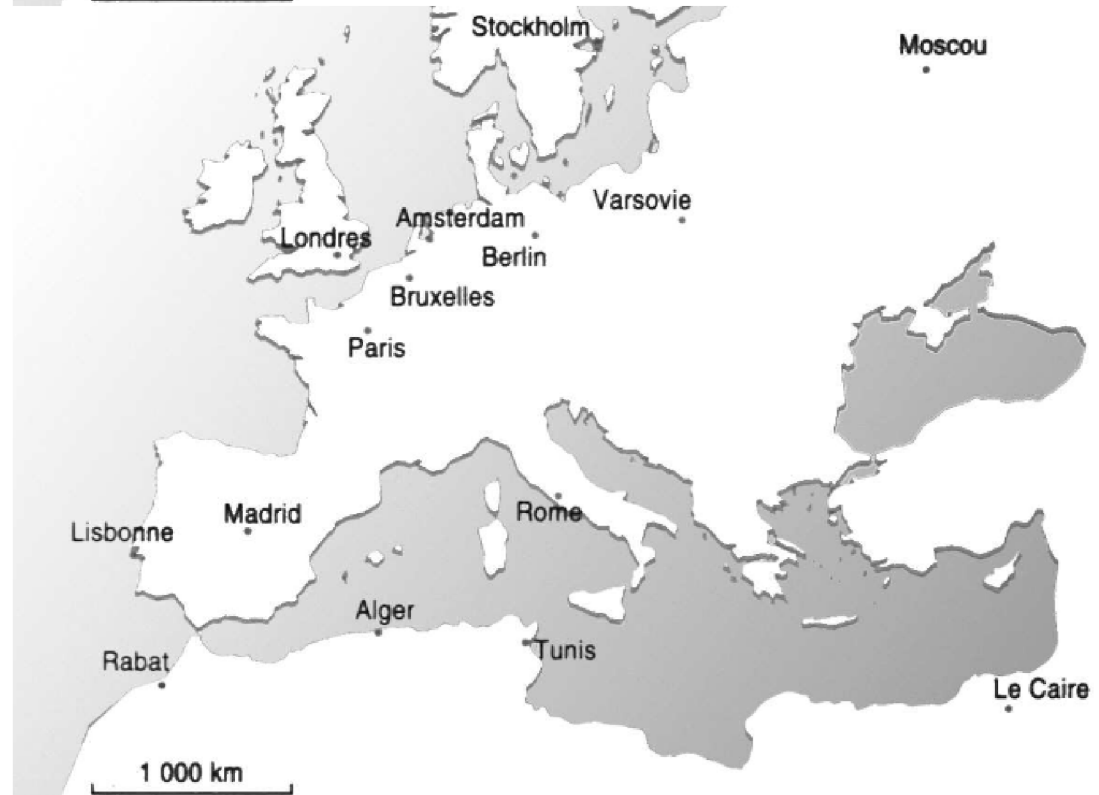 Stockholm
Moscou
Varsovie
Amsterdam
Londres
Berlin
Bruxelles
Paris
Madrid
Rome
Lisbonne
Alger
Tunis
Rabat
Le Caire
1 000 km